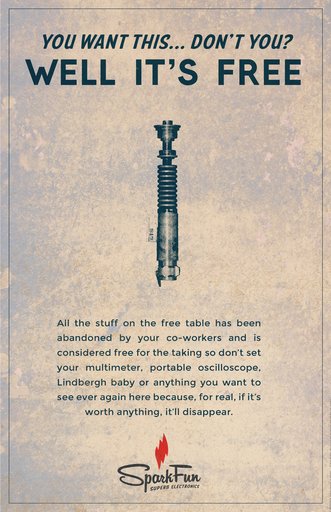 YOU WANT THIS... DON'T YOU?
WELL IT'S FREE
All the stuff on the free table has been
abandoned by your co-workers and is
considered free for the taking so don't set
your multimeter, portable oscilloscope,
Lindbergh baby or anything you want to
see ever again here because, for real, if it's
worth anything, it'll disappear.
SparkFun
SUPERB ELECTRONICS